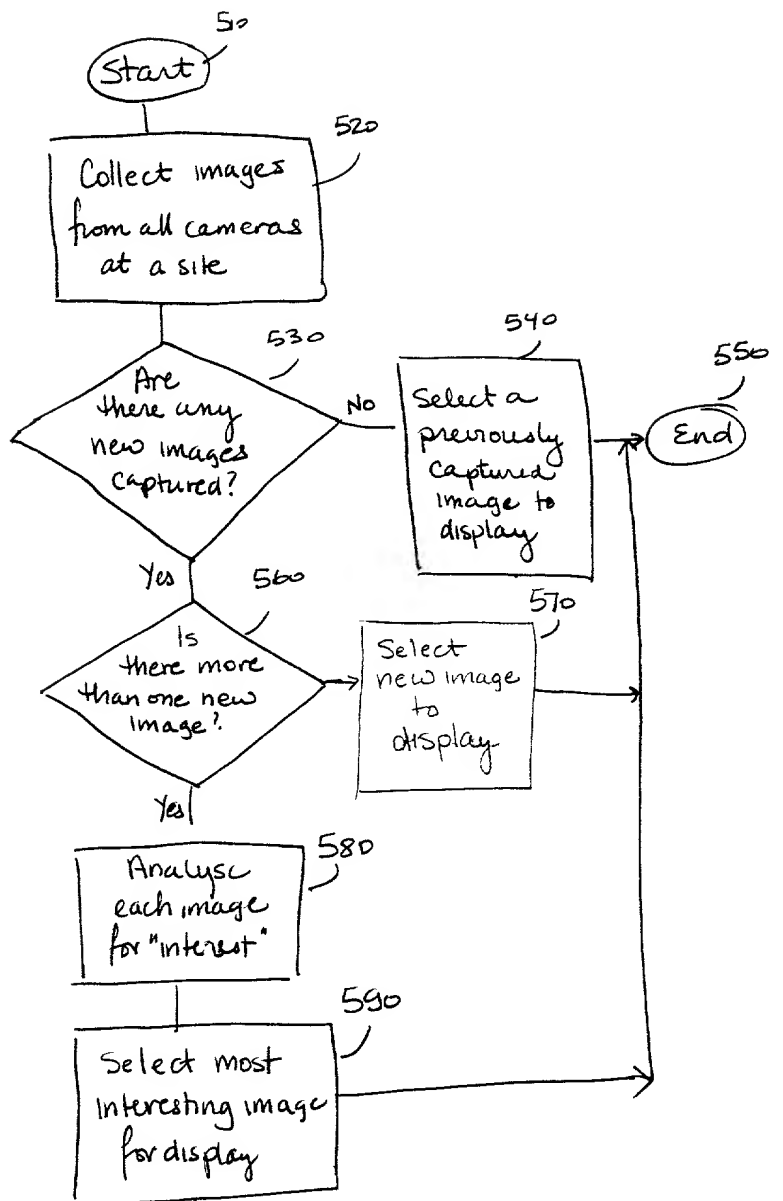 510
Start
520
Collect images
from all cameras
at a site
530
Are
there any
new images
captured?
No
540
Select a
previously
captured
image to
display
550
End
Yes
560
Is
there more
than one new
image?
570
Select
new image
to
display
Yes
580
Analyse
each image
for "interest"
590
Select most
interesting image
for display